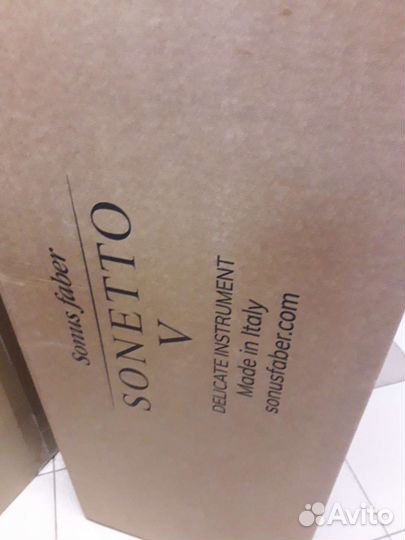 Sonus faber
SONETTO
V
DELICATE INSTRUMENT
Made in Italy
sonusfaber.com
Avito